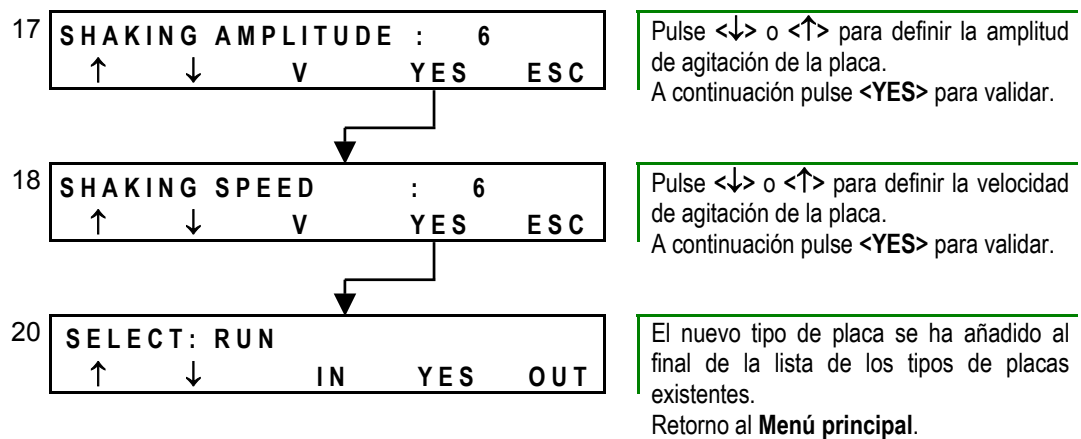 17
SHAKING AMPLITUDE : 6
↑ ↓ V YES ESC
Pulse <↓> o <↑> para definir la amplitud
de agitación de la placa.
A continuación pulse <YES> para validar.
18
SHAKING SPEED : 6
↑ ↓ V YES ESC
Pulse <↓> o <↑> para definir la velocidad
de agitación de la placa.
A continuación pulse <YES> para validar.
20
SELECT: RUN
↑ ↓ IN YES OUT
El nuevo tipo de placa se ha añadido al
final de la lista de los tipos de placas
existentes.
Retorno al Menú principal.